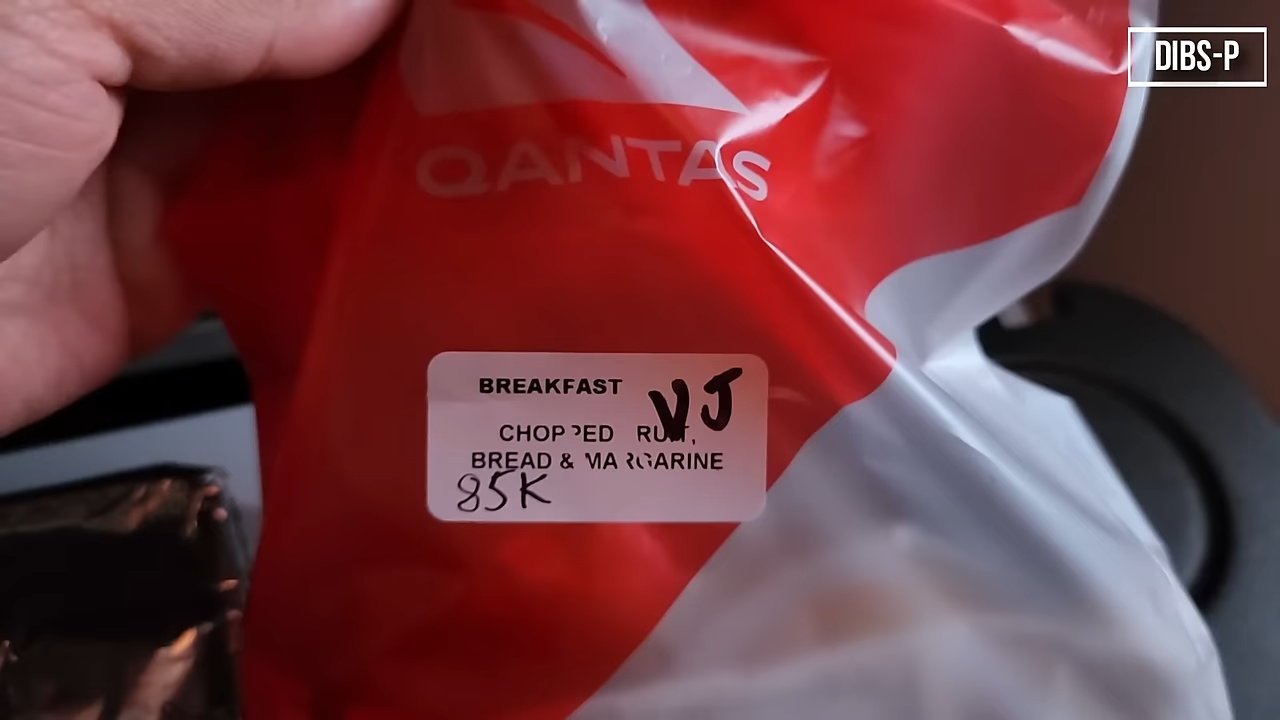 DIBS-P
QANTAS
BREAKFAST VJ
CHOPPED FRUIT,
BREAD & MARGARINE
85K